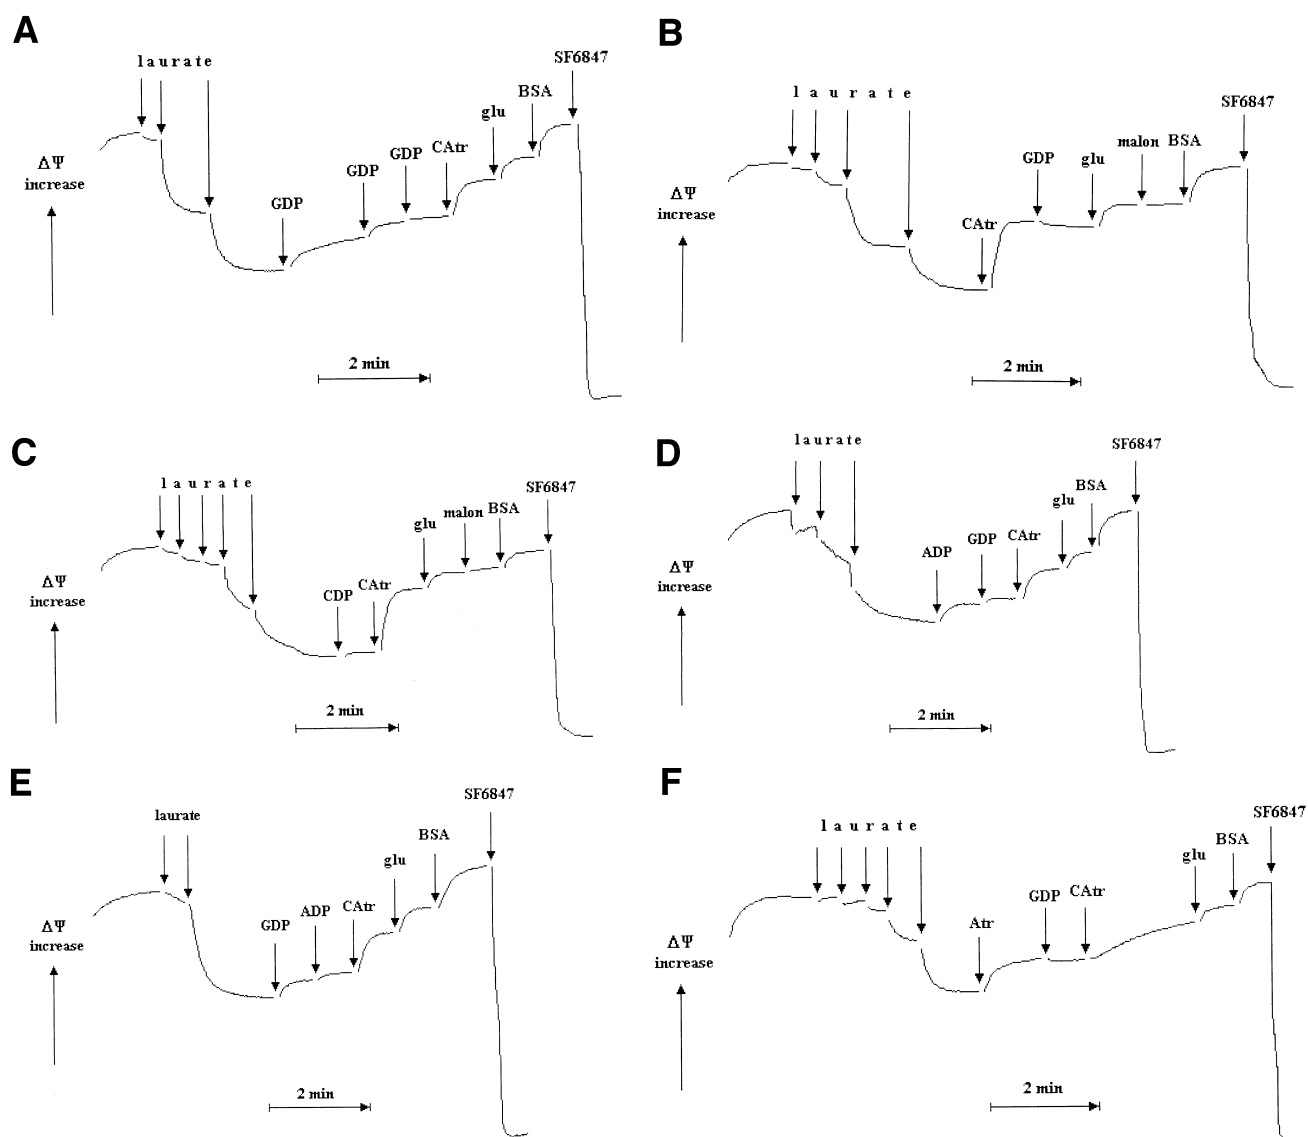 A
laurate
SF6847
BSA
glu
CAtr
GDP
GDP
GDP
ΔΨ
increase
2 min
B
laurate
SF6847
BSA
malon
glu
GDP
CAtr
ΔΨ
increase
2 min
C
laurate
SF6847
BSA
malon
glu
CAtr
CDP
ΔΨ
increase
2 min
D
laurate
SF6847
BSA
glu
CAtr
GDP
ADP
ΔΨ
increase
2 min
E
laurate
SF6847
BSA
glu
CAtr
ADP
GDP
ΔΨ
increase
2 min
F
laurate
SF6847
BSA
glu
CAtr
GDP
Atr
ΔΨ
increase
2 min